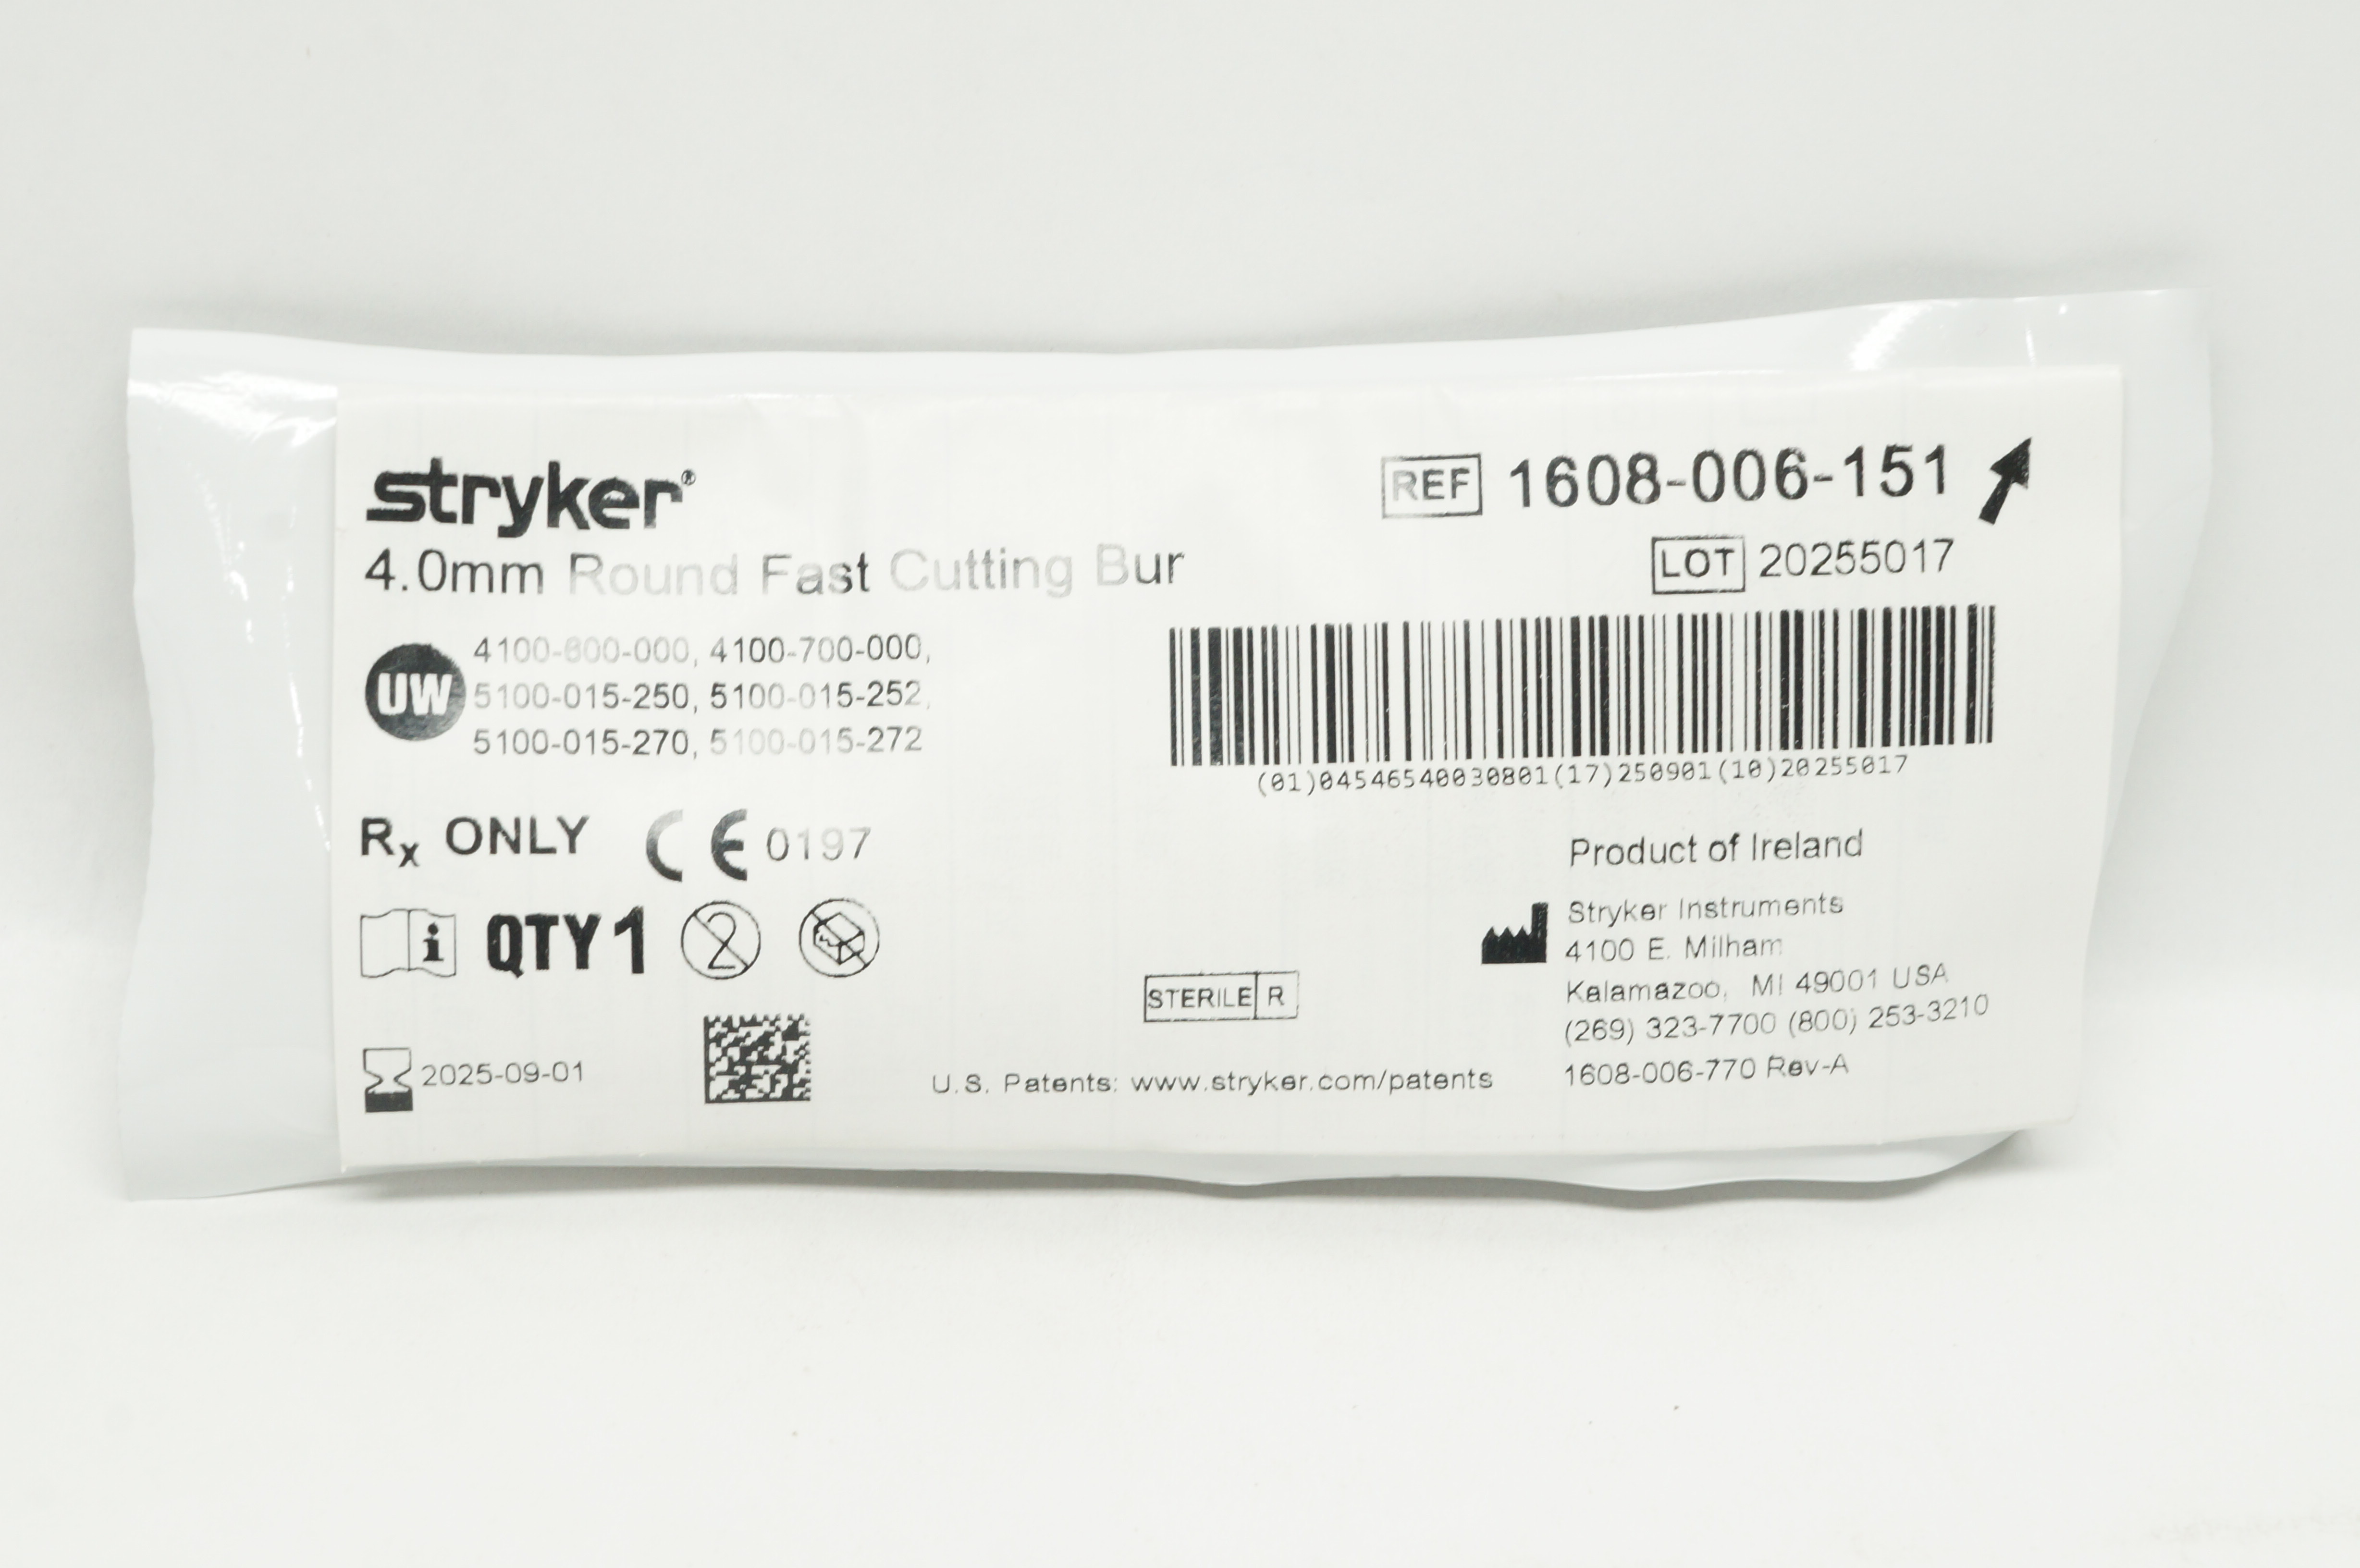 stryker®
4.0mm Round Fast Cutting Bur
UW
4100-600-000, 4100-700-000,
5100-015-250, 5100-015-252,
5100-015-270, 5100-015-272
Rx ONLY CE 0197
i QTY 1 2
2025-09-01
REF 1608-006-151
LOT 20255017
(01)04546540030801(17)250901(10)20255017
Product of Ireland
Stryker Instruments
4100 E. Milham
Kalamazoo, MI 49001 USA
(269) 323-7700 (800) 253-3210
1608-006-770 Rev-A
STERILE R
U.S. Patents: www.stryker.com/patents